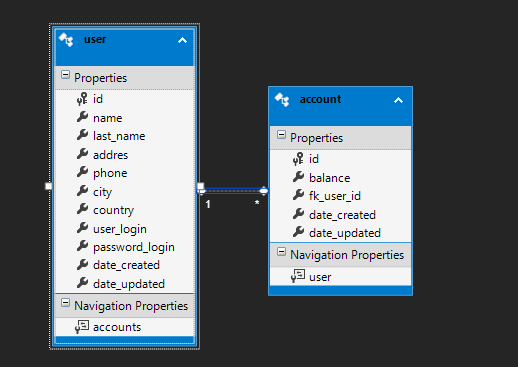 user
Properties
id
name
last_name
addres
phone
city
country
user_login
password_login
date_created
date_updated
Navigation Properties
accounts
1
*
account
Properties
id
balance
fk_user_id
date_created
date_updated
Navigation Properties
user